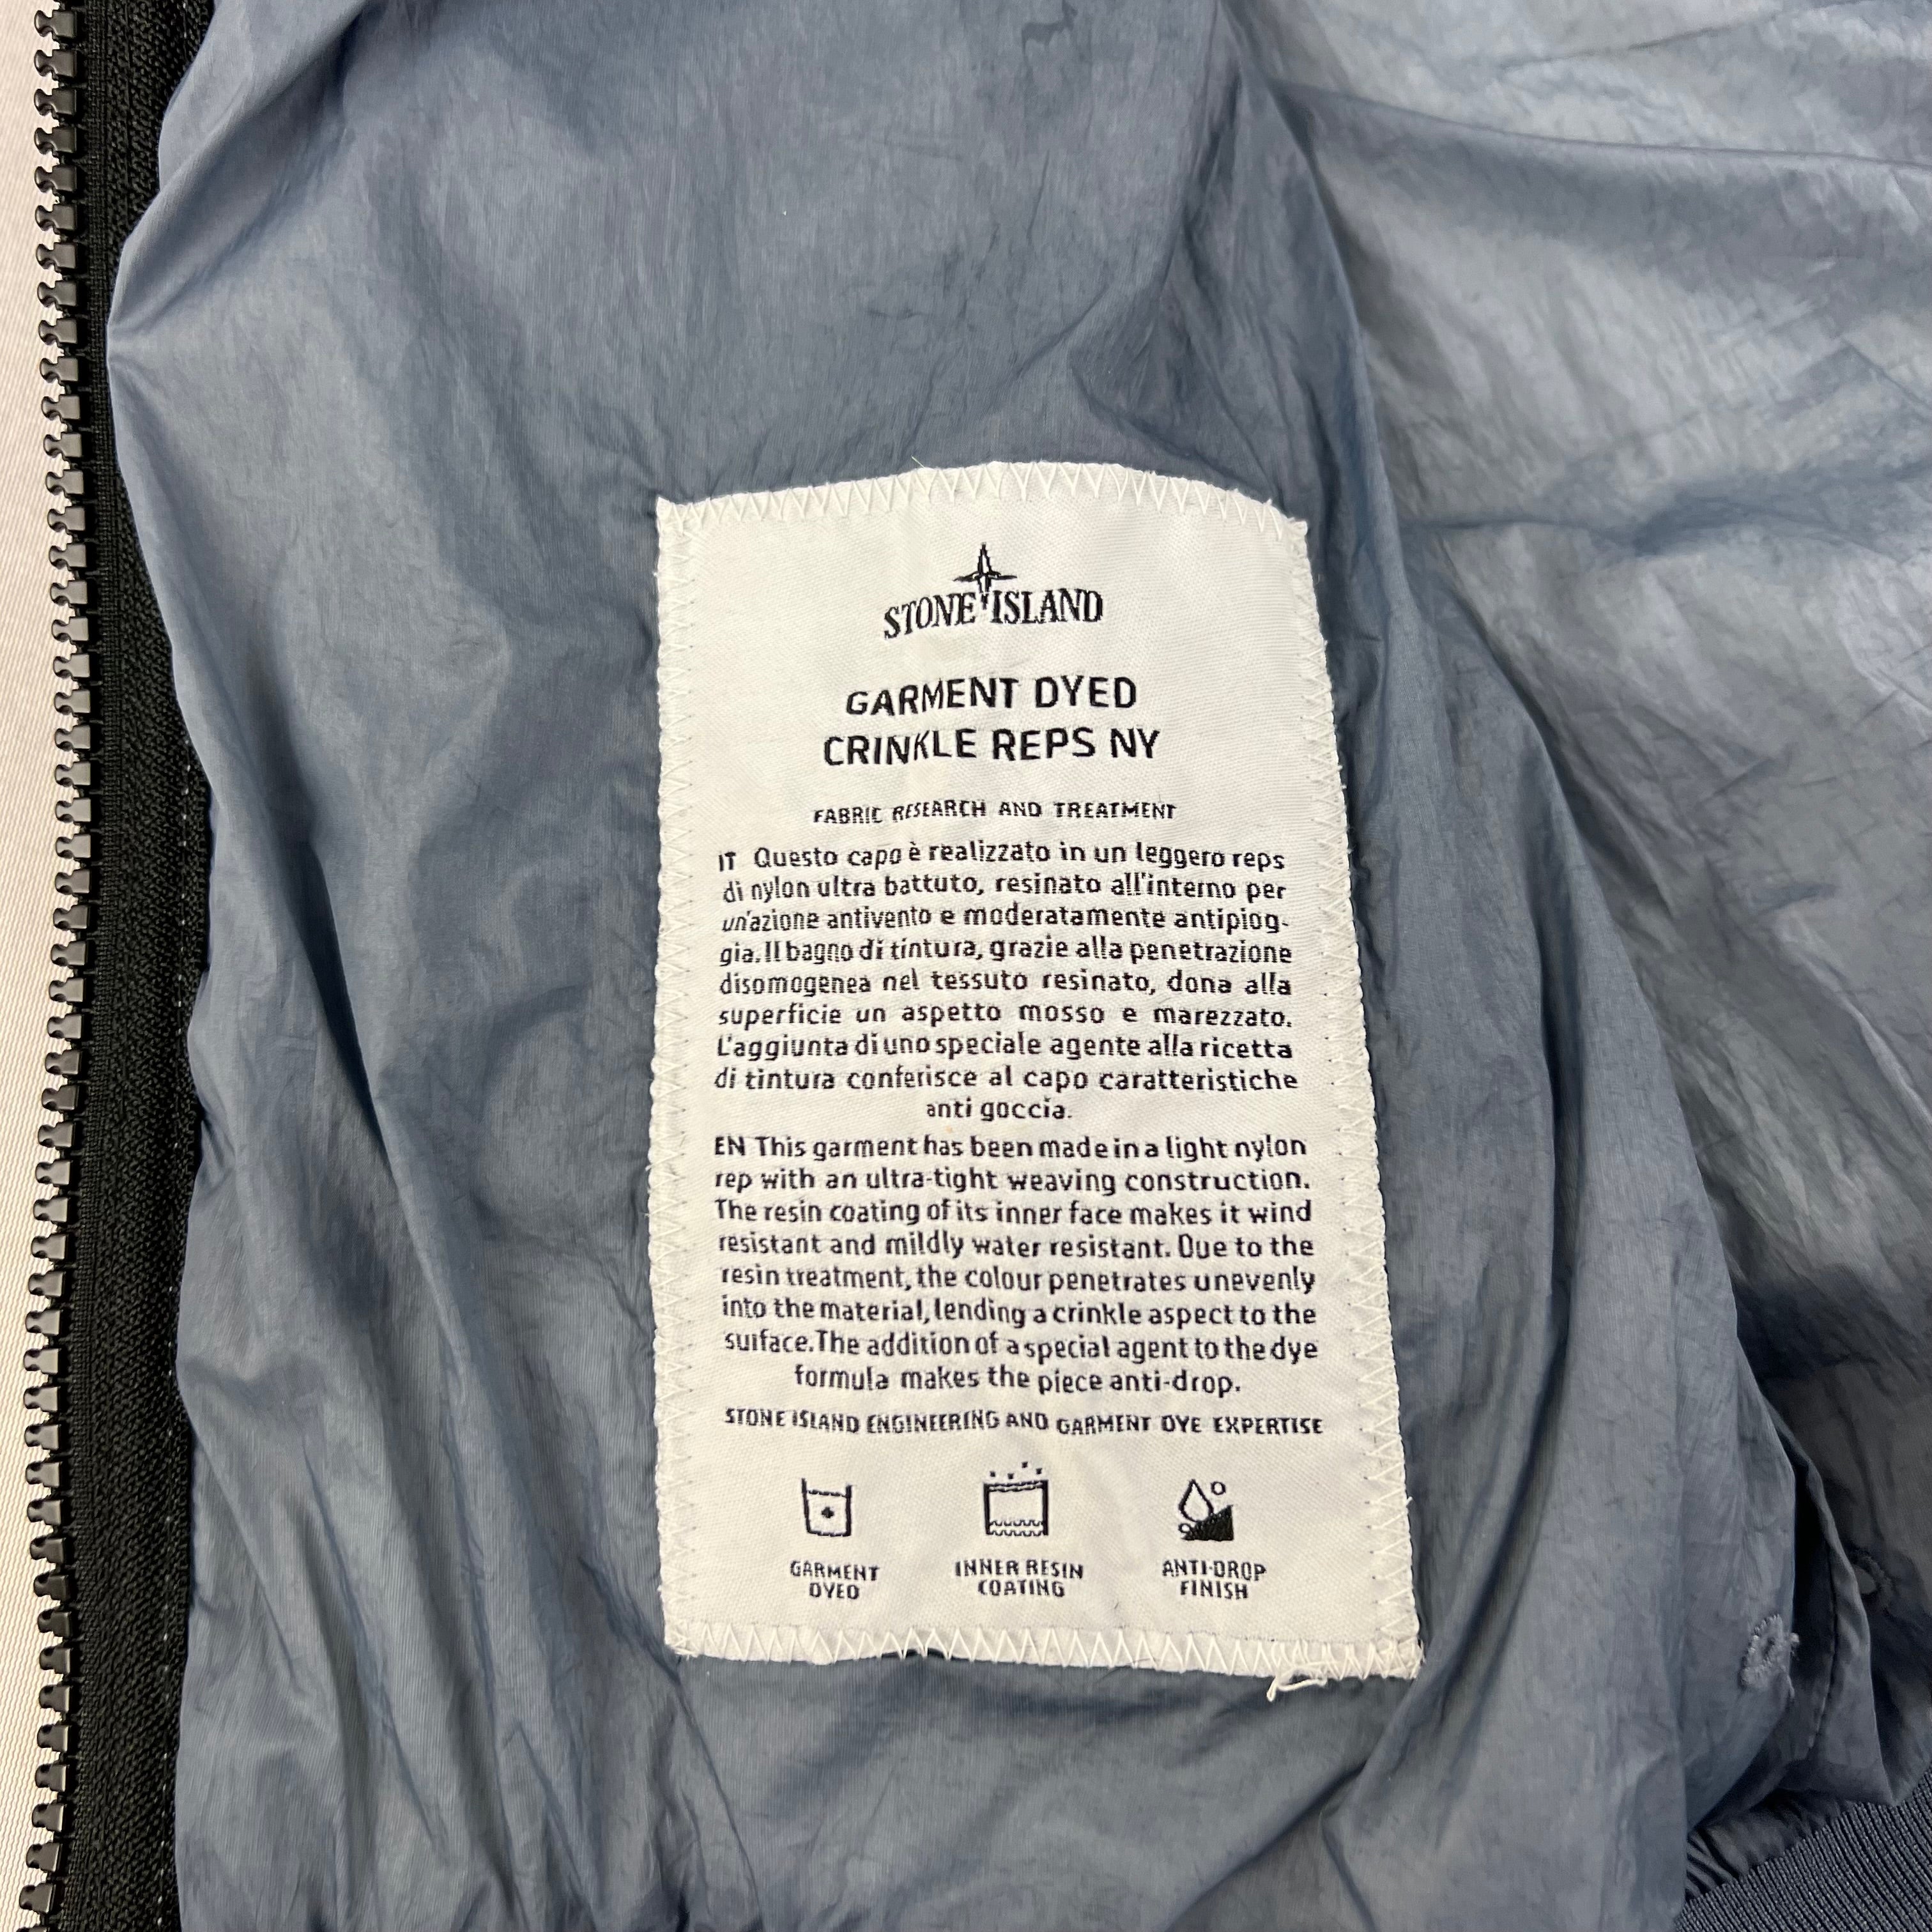 STONE ISLAND
GARMENT DYED
CRINKLE REPS NY
FABRIC RESEARCH AND TREATMENT
IT Questo capo è realizzato in un leggero reps
di nylon ultra battuto, resinato all'interno per
un'azione antivento e moderatamente antipiog-
gia. Il bagno di tintura, grazie alla penetrazione
disomogenea nel tessuto resinato, dona alla
superficie un aspetto mosso e marezzato.
L'aggiunta di uno speciale agente alla ricetta
di tintura conferisce al capo caratteristiche
anti goccia.
EN This garment has been made in a light nylon
rep with an ultra-tight weaving construction.
The resin coating of its inner face makes it wind
resistant and mildly water resistant. Due to the
resin treatment, the colour penetrates unevenly
into the material, lending a crinkle aspect to the
surface. The addition of a special agent to the dye
formula makes the piece anti-drop.
STONE ISLAND ENGINEERING AND GARMENT DYE EXPERTISE
GARMENT DYED
INNER RESIN COATING
ANTI-DROP FINISH